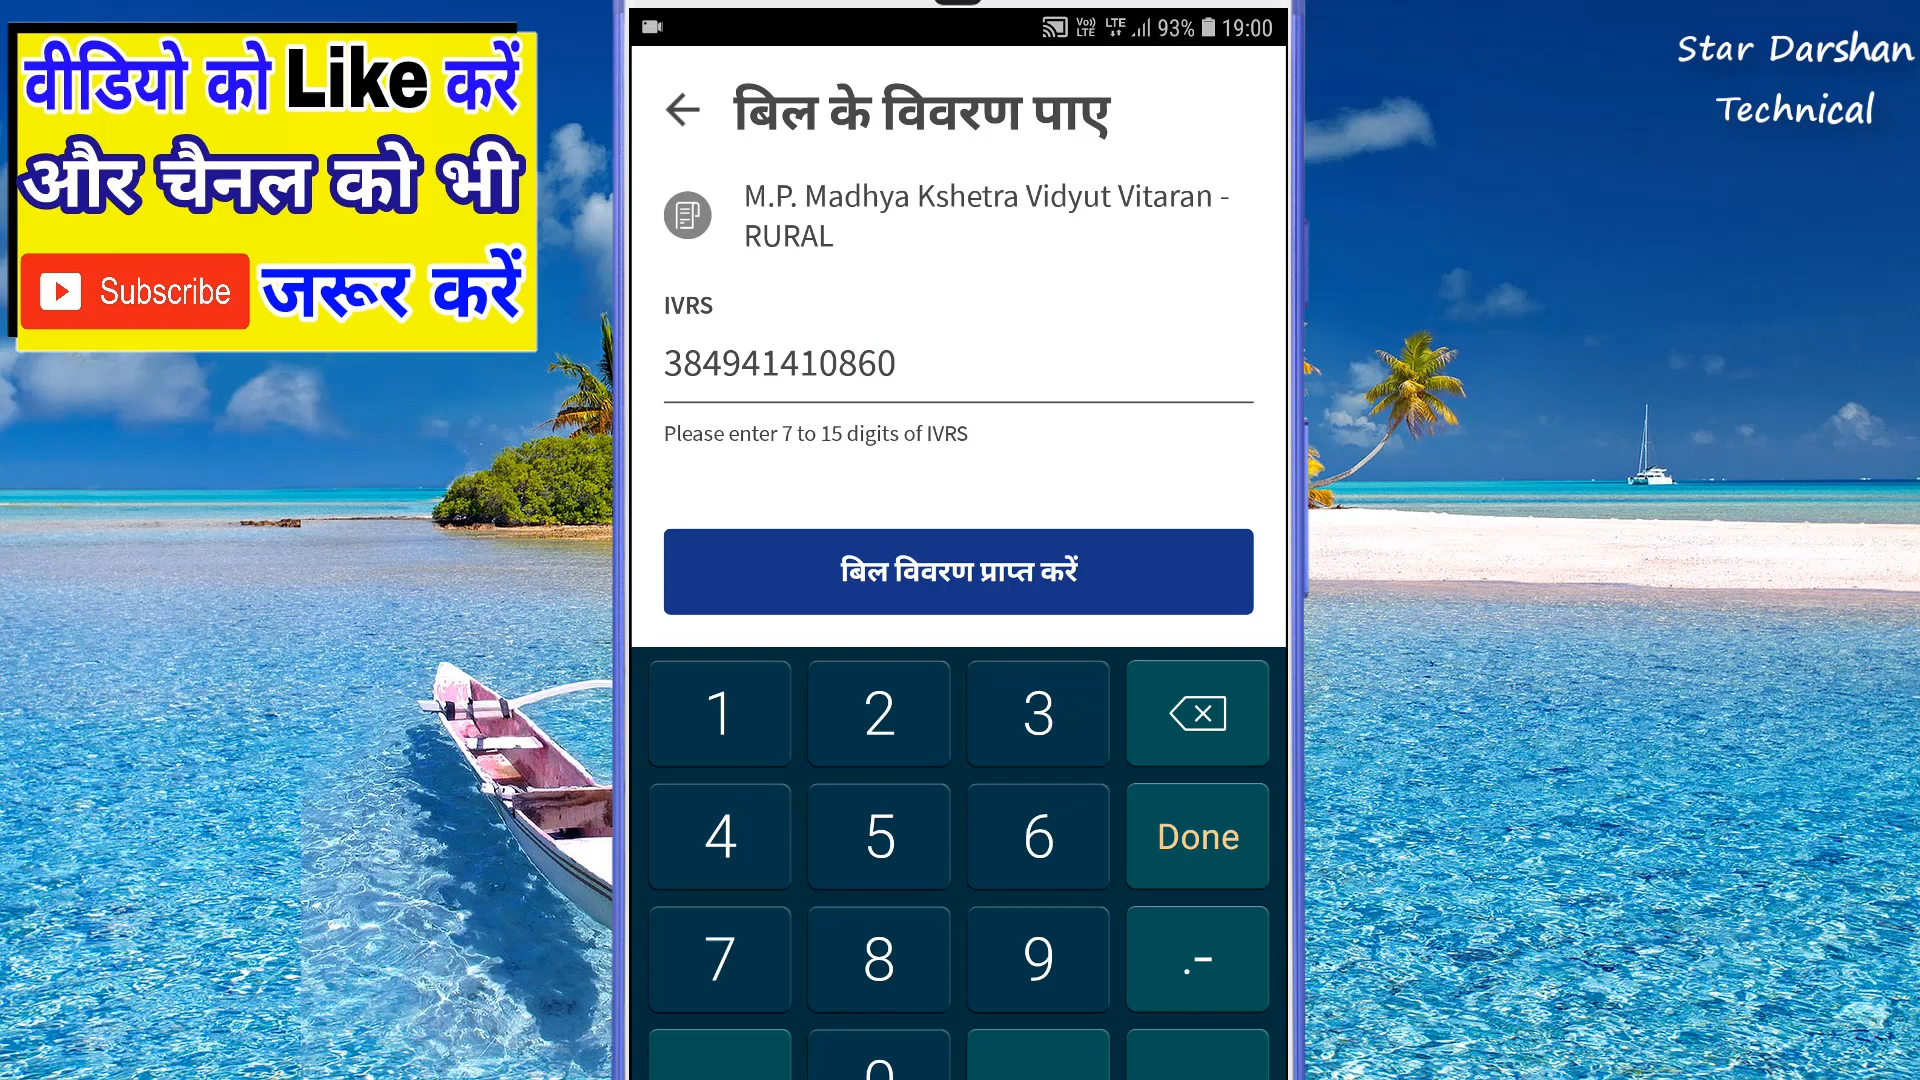 वीडियो को Like करें
और चैनल को भी
Subscribe जरूर करें
Star Darshan
Technical
Vo))
LTE
LTE
93%
19:00
बिल के विवरण पाए
M.P. Madhya Kshetra Vidyut Vitaran -
RURAL
IVRS
384941410860
Please enter 7 to 15 digits of IVRS
बिल विवरण प्राप्त करें
1 2 3
4 5 6 Done
7 8 9 .-
0